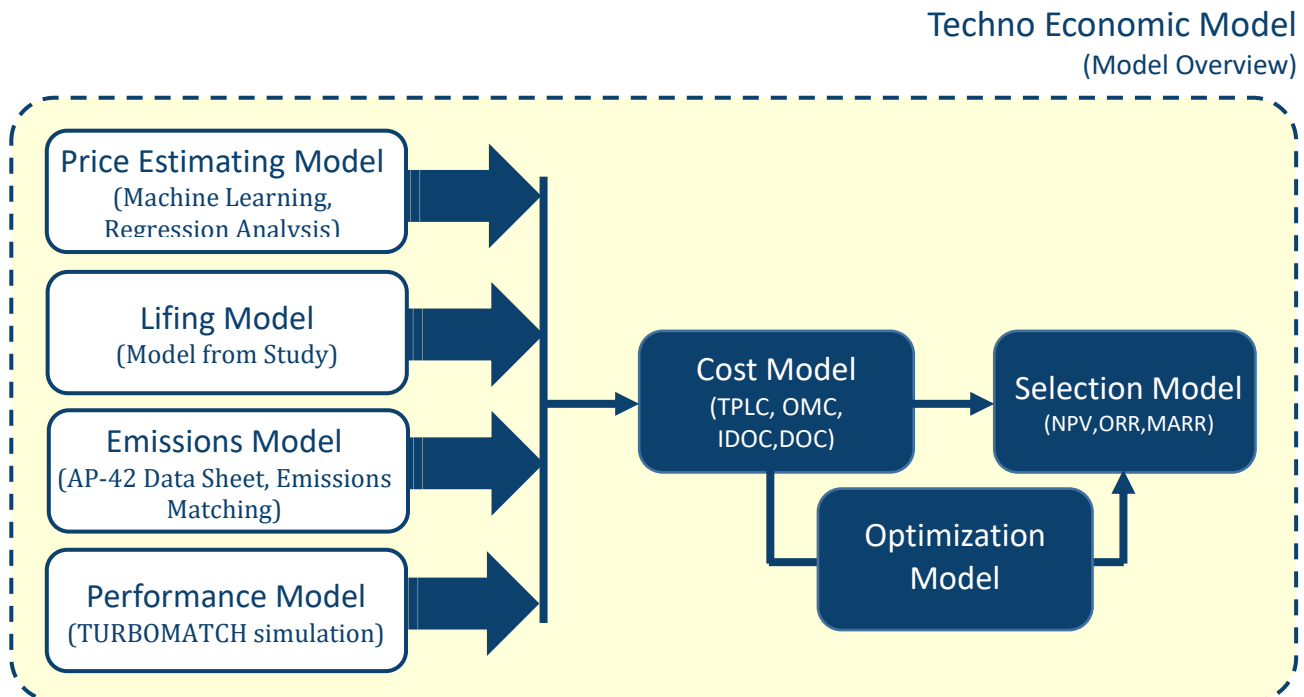 Techno Economic Model
(Model Overview)
Price Estimating Model
(Machine Learning,
Regression Analysis)
Lifing Model
(Model from Study)
Emissions Model
(AP-42 Data Sheet, Emissions
Matching)
Performance Model
(TURBOMATCH simulation)
Cost Model
(TPLC, OMC,
IDOC,DOC)
Selection Model
(NPV,ORR,MARR)
Optimization
Model